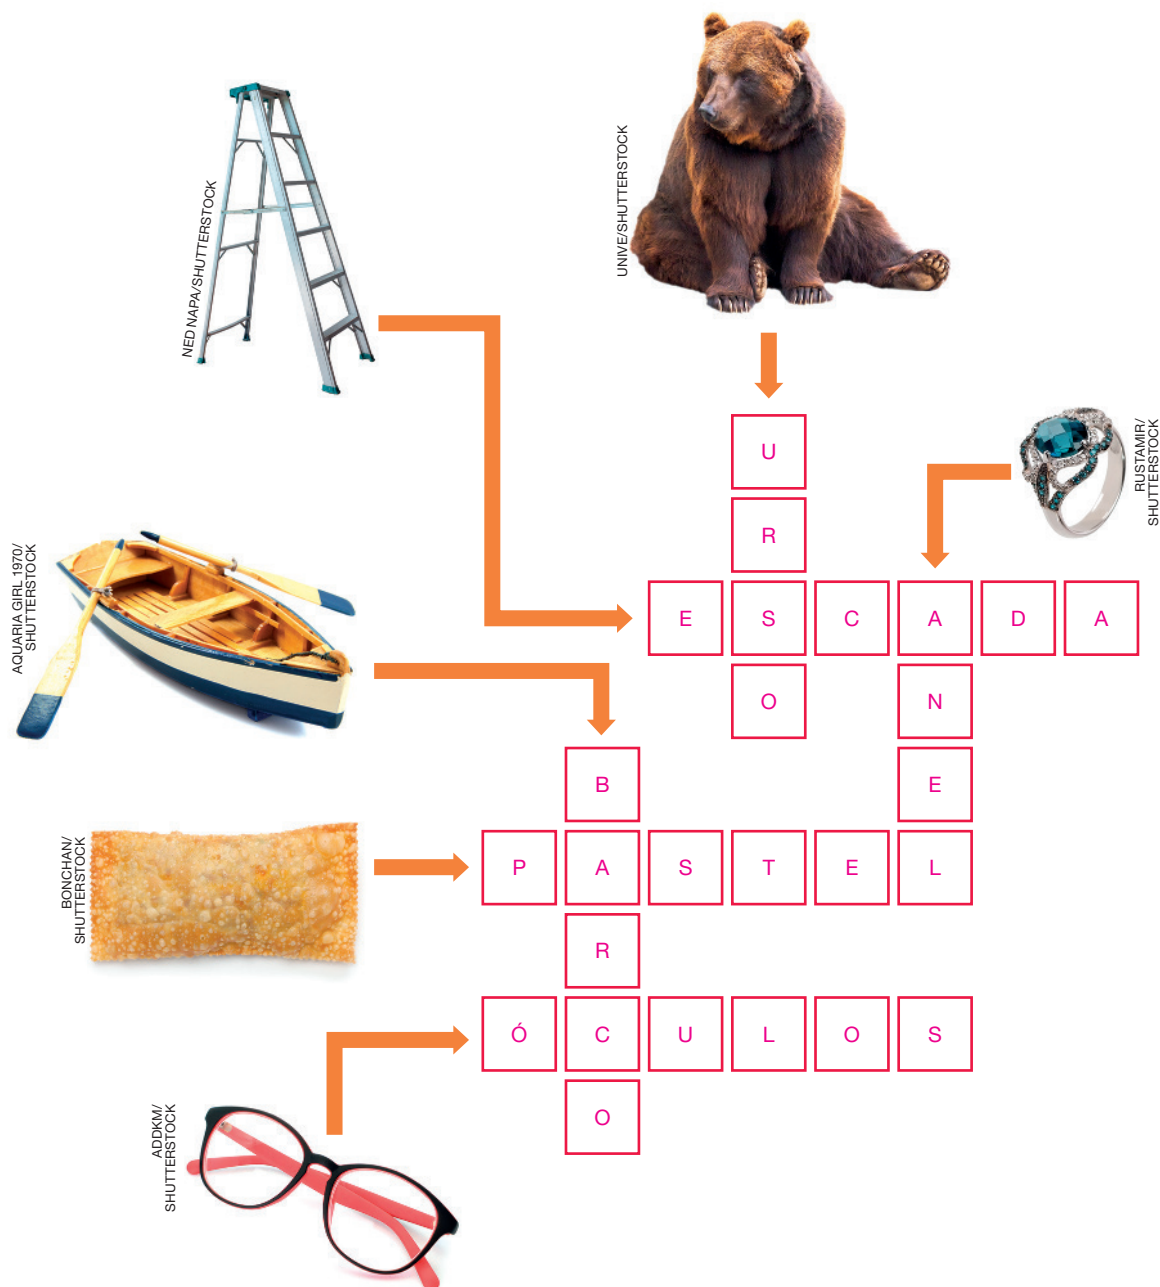 UNIVE/SHUTTERSTOCK
NED NAPA/SHUTTERSTOCK
RUSTAMIR/
SHUTTERSTOCK
U
R
E S C A D A
O N
AQUARIA GIRL 1970/
SHUTTERSTOCK
B E
BONCHAN/
SHUTTERSTOCK
P A S T E L
R
Ó C U L O S
O
ADDKM/
SHUTTERSTOCK